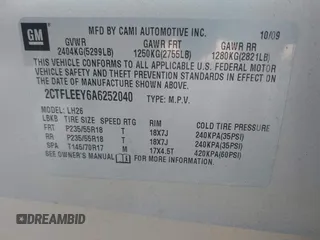 GM
MFD BY CAMI AUTOMOTIVE INC.
10/09
GVWR GAWR FRT GAWR RR
2404KG(5299LB) 1250KG(2755LB) 1280KG(2821LB)
THIS VEHICLE CONFORMS TO ALL APPLICABLE U.S. FEDERAL MOTOR
VEHICLE SAFETY, BUMPER, AND THEFT PREVENTION
STANDARDS IN EFFECT ON THE
DATE OF MANUFACTURE SHOWN ABOVE.
2CTFLEEY6A6252040 TYPE: M.P.V.
MODEL: LH26
LBKB TIRE SIZE SPEED RTG RIM COLD TIRE PRESSURE
FRT P235/55R18 T 18X7J 240KPA(35PSI)
RR P235/55R18 T 18X7J 240KPA(35PSI)
SPA T145/70R17 M 17X4.5T 420KPA(60PSI)
SEE OWNER'S MANUAL FOR ADDITIONAL INFORMATION.
DREAMBID